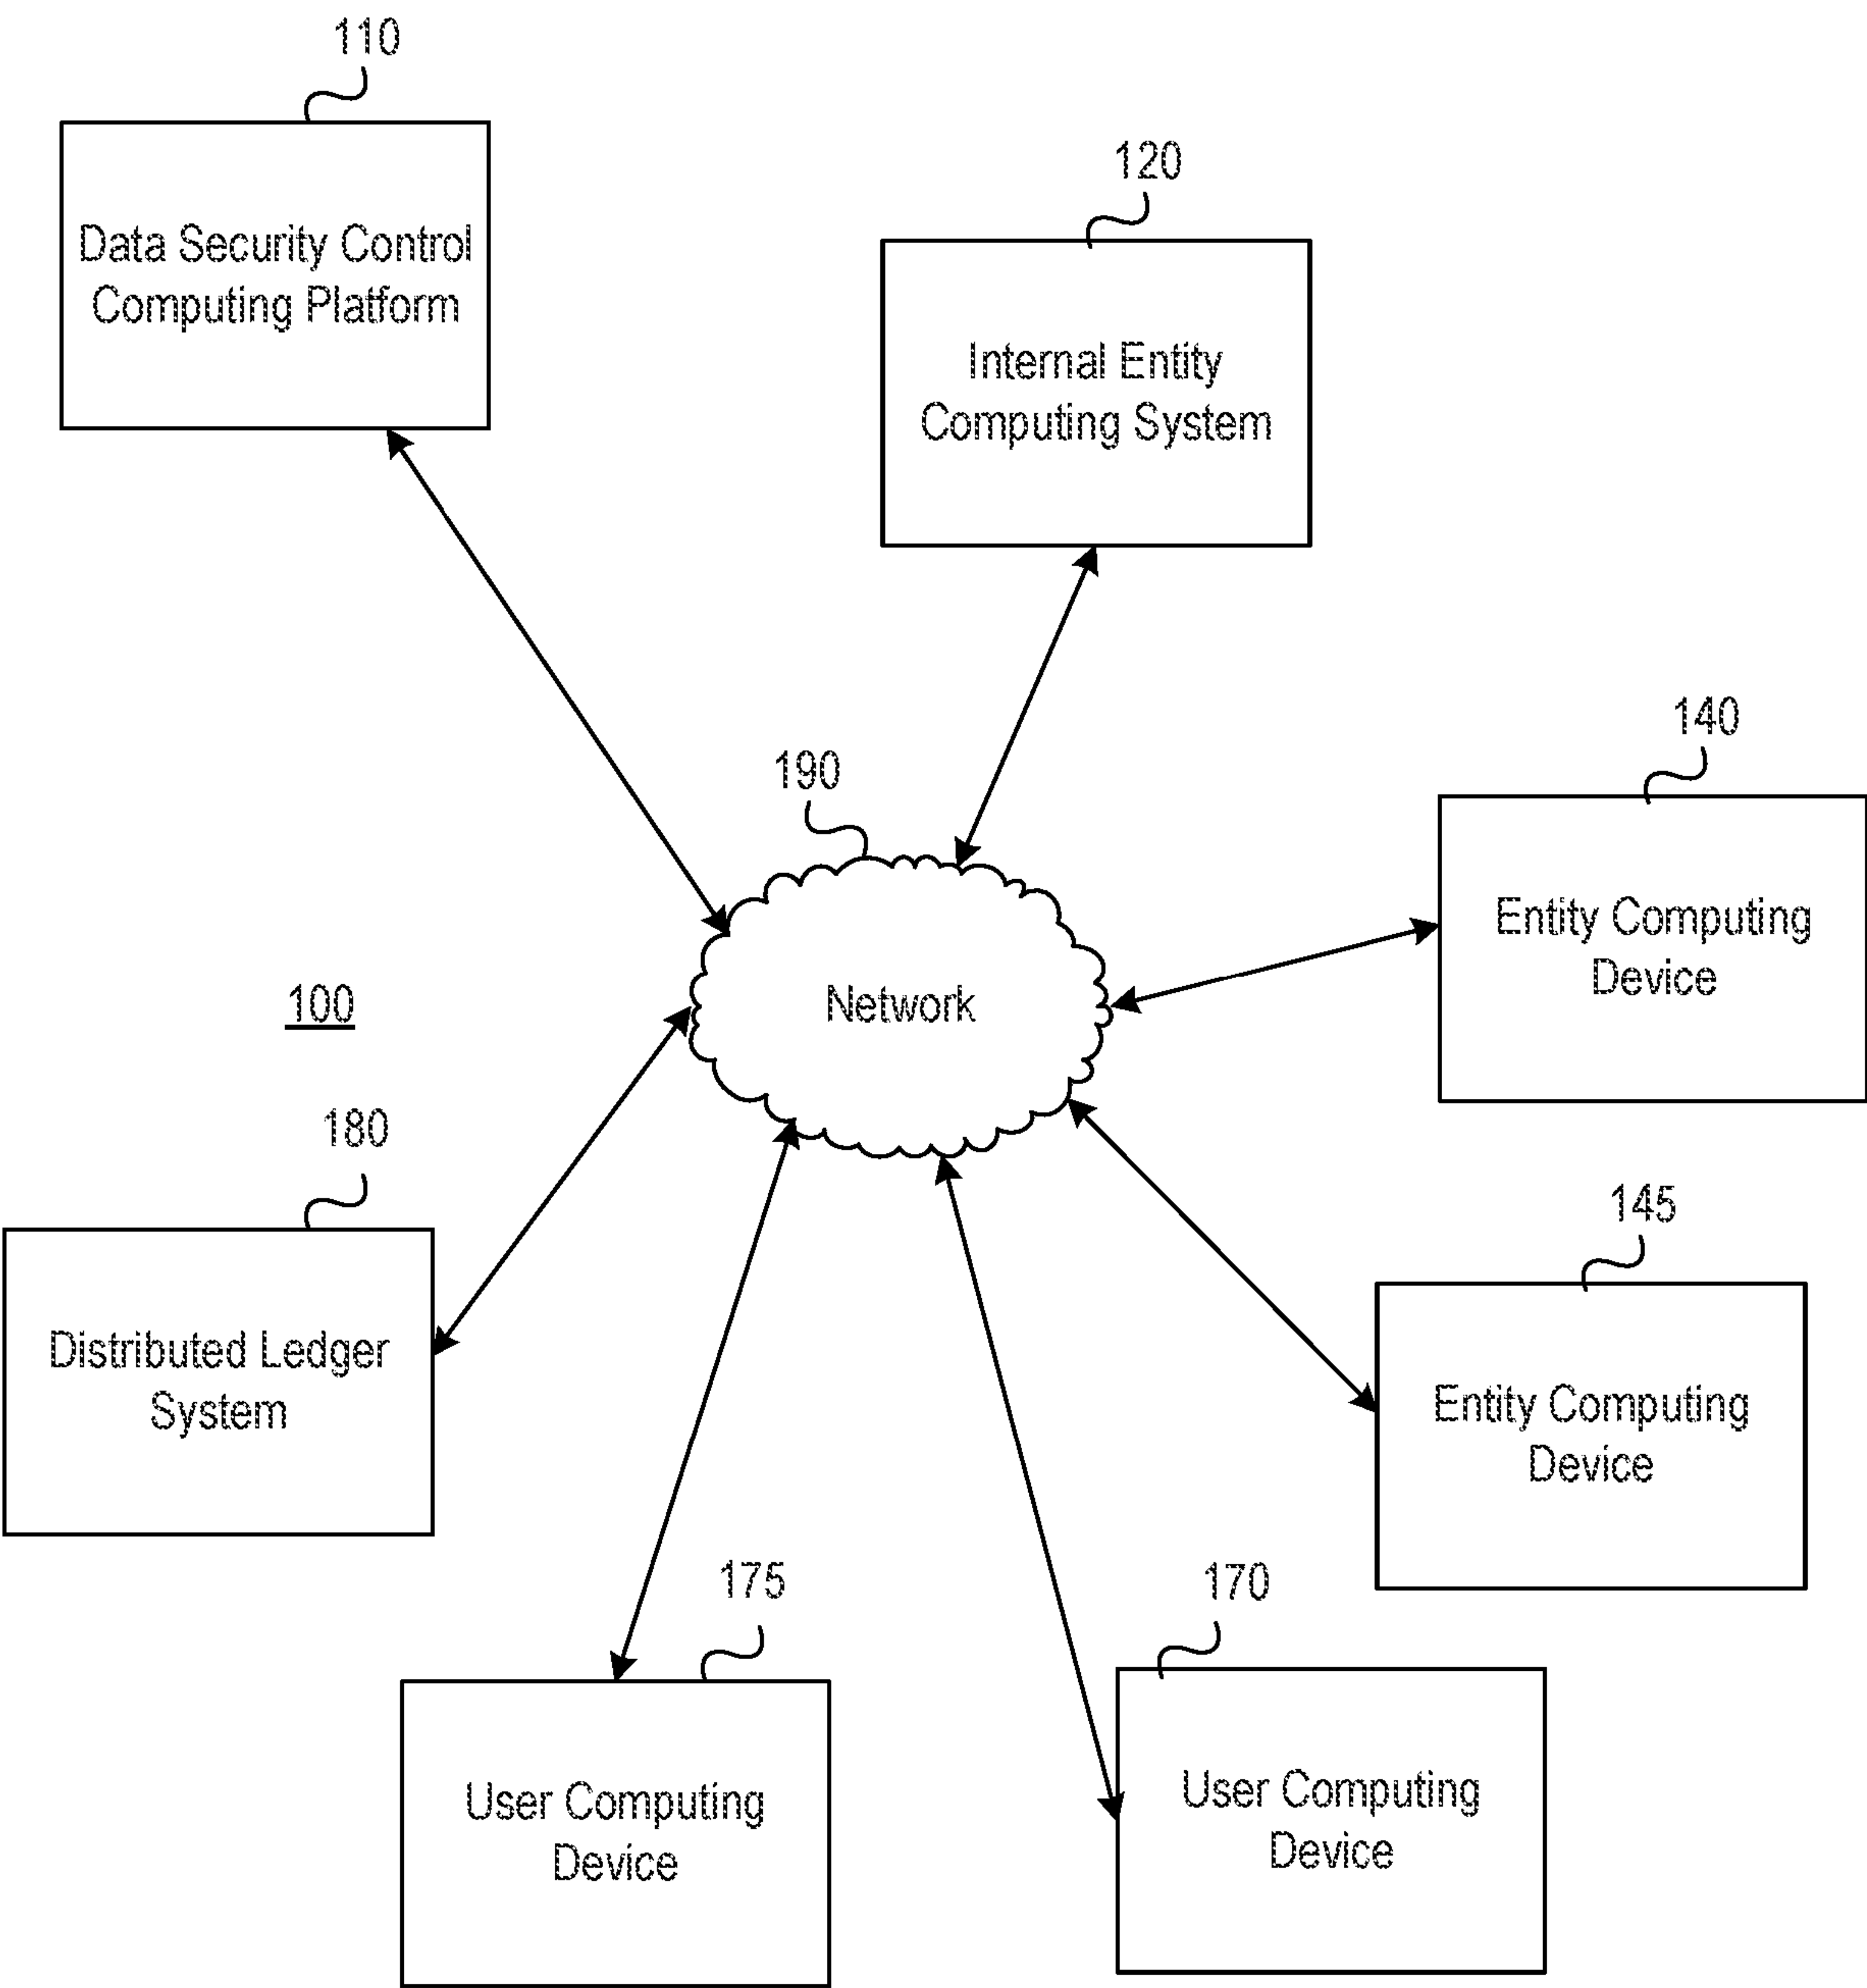 110
Data Security Control
Computing Platform
120
Internal Entity
Computing System
140
Entity Computing
Device
190
Network
100
180
Distributed Ledger
System
145
Entity Computing
Device
175
User Computing
Device
170
User Computing
Device